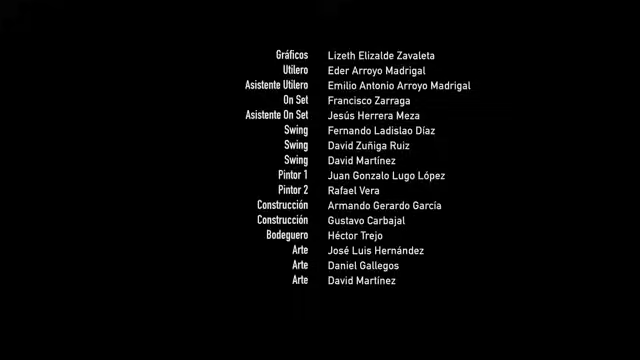 Gráficos Lizeth Elizalde Zavaleta
Utilero Eder Arroyo Madrigal
Asistente Utilero Emilio Antonio Arroyo Madrigal
On Set Francisco Zarraga
Asistente On Set Jesús Herrera Meza
Swing Fernando Ladislao Díaz
Swing David Zuñiga Ruiz
Swing David Martínez
Pintor 1 Juan Gonzalo Lugo López
Pintor 2 Rafael Vera
Construcción Armando Gerardo García
Construcción Gustavo Carbajal
Bodeguero Héctor Trejo
Arte José Luis Hernández
Arte Daniel Gallegos
Arte David Martínez